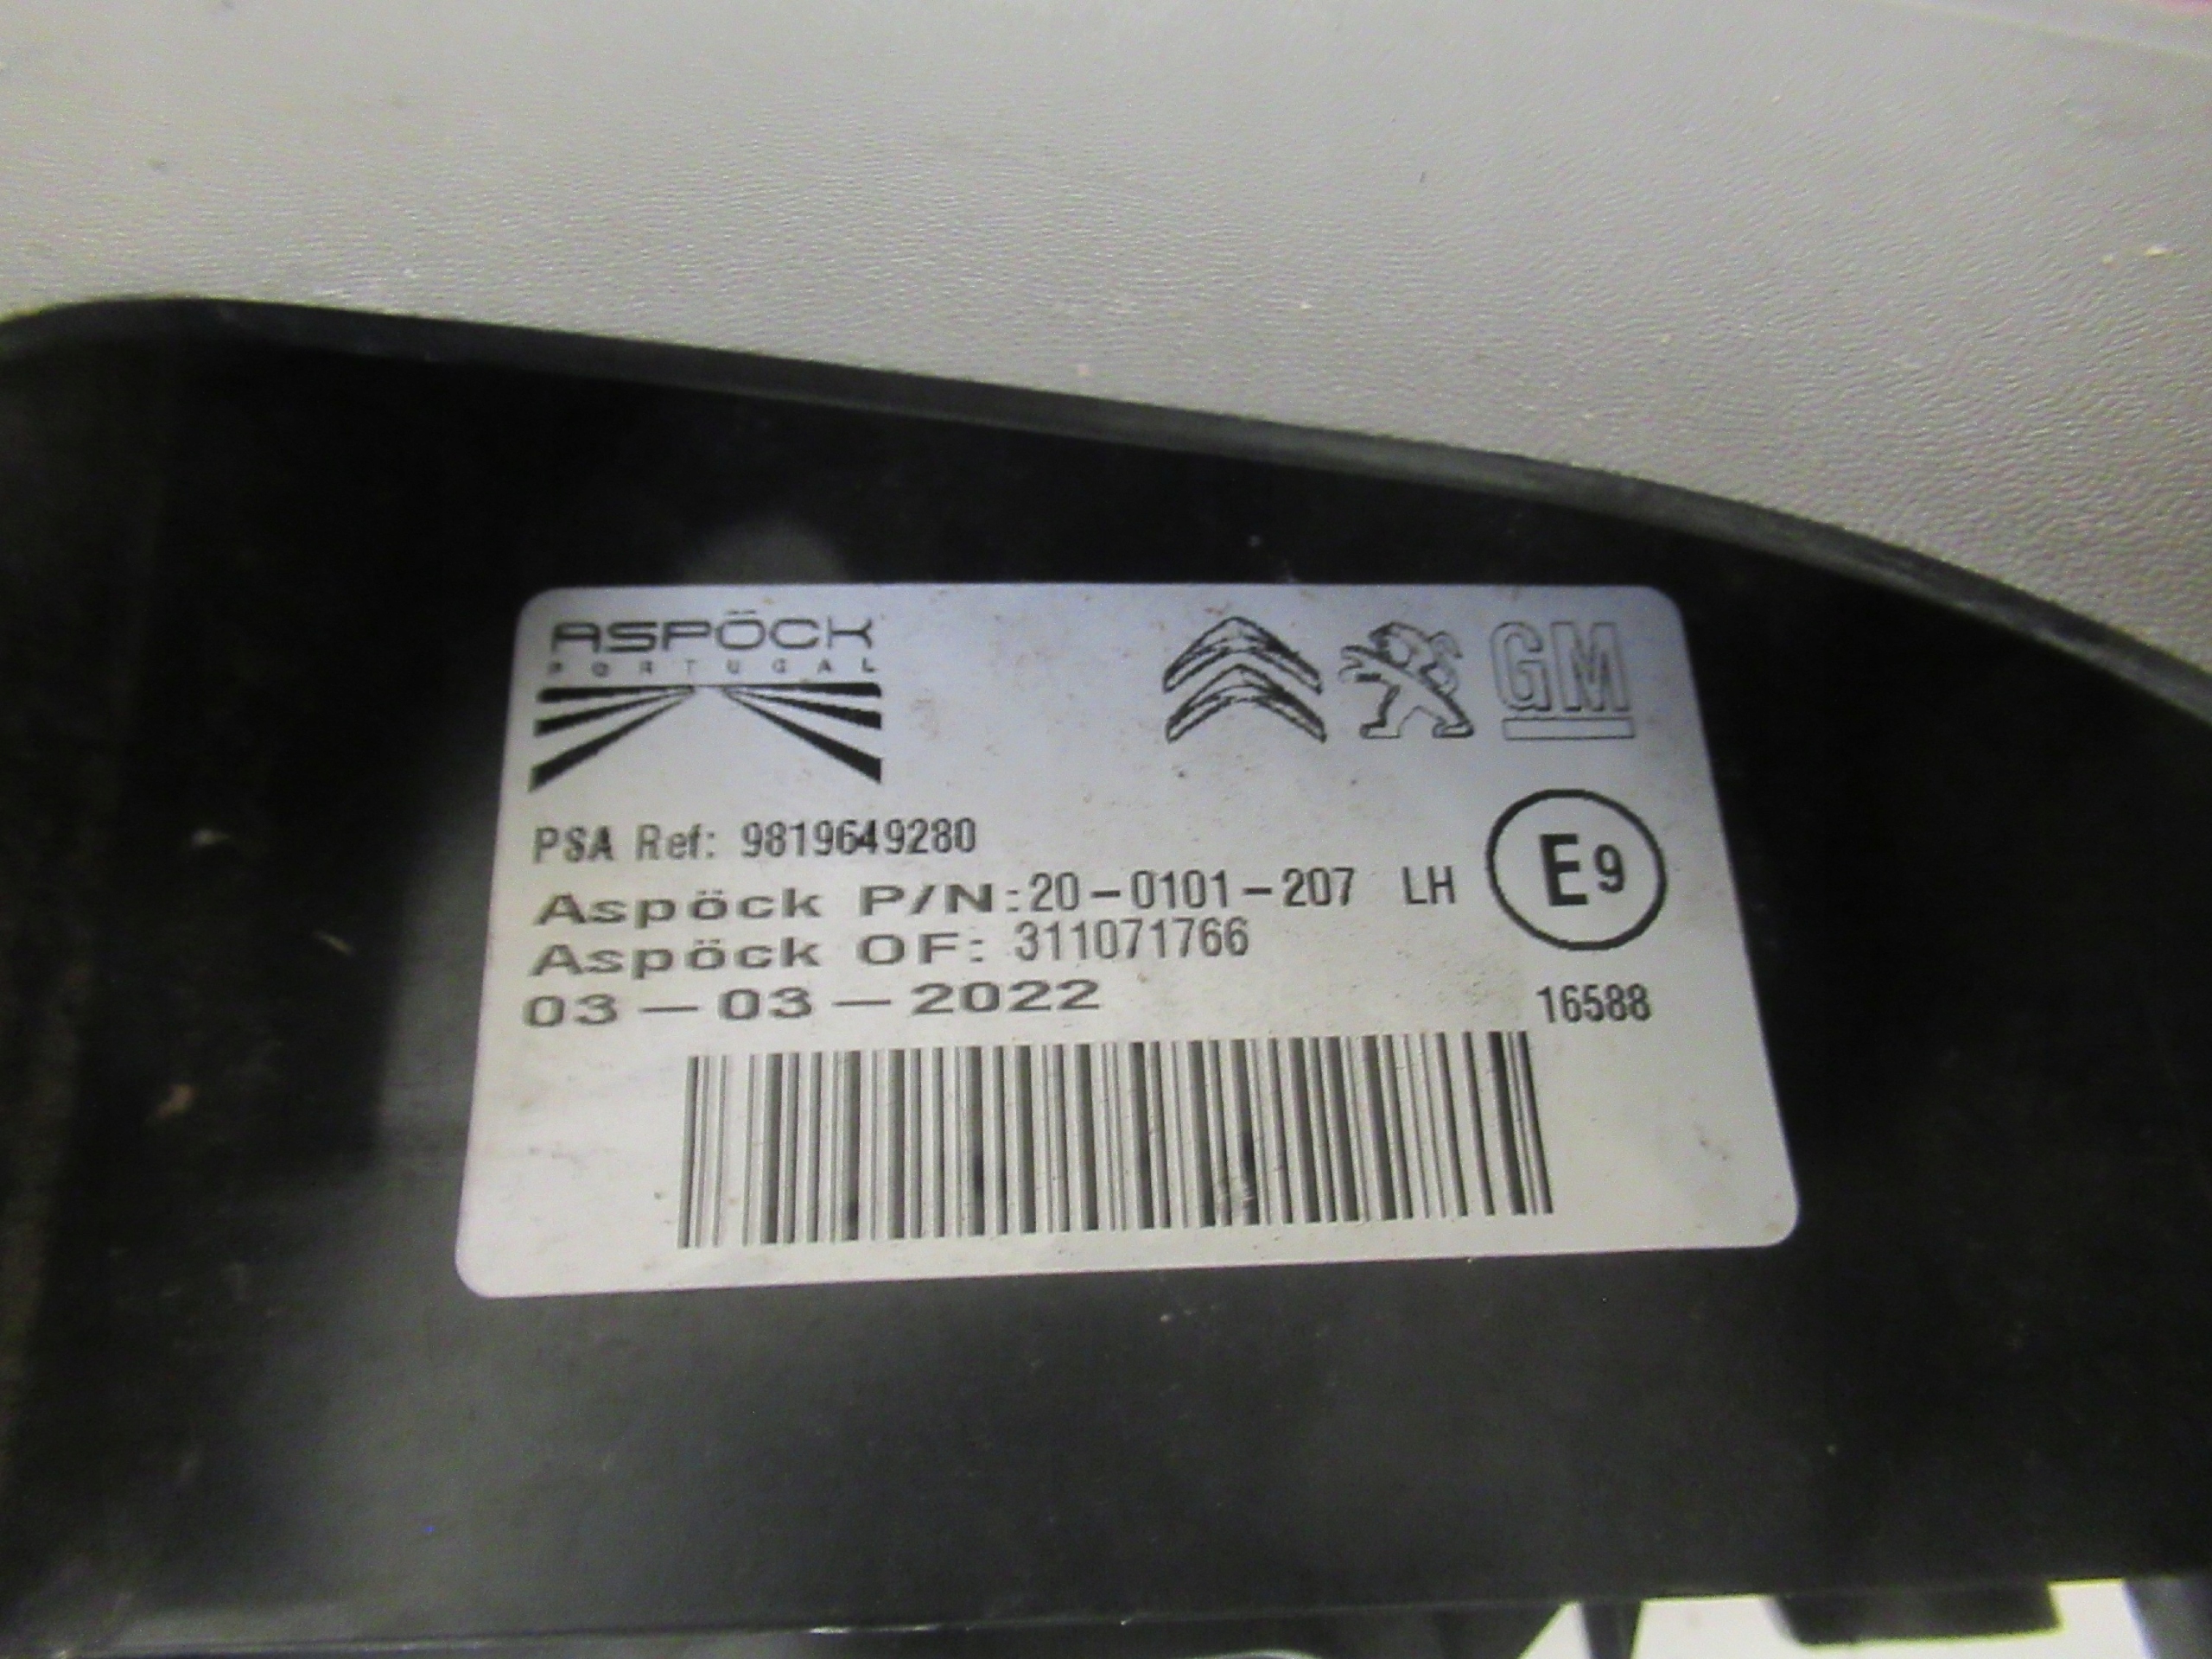 ASPÖCK
PORTUGAL
GM
PSA Ref: 9819649280
Aspöck P/N:20-0101-207 LH
E9
Aspöck OF: 311071766
03-03-2022
16588